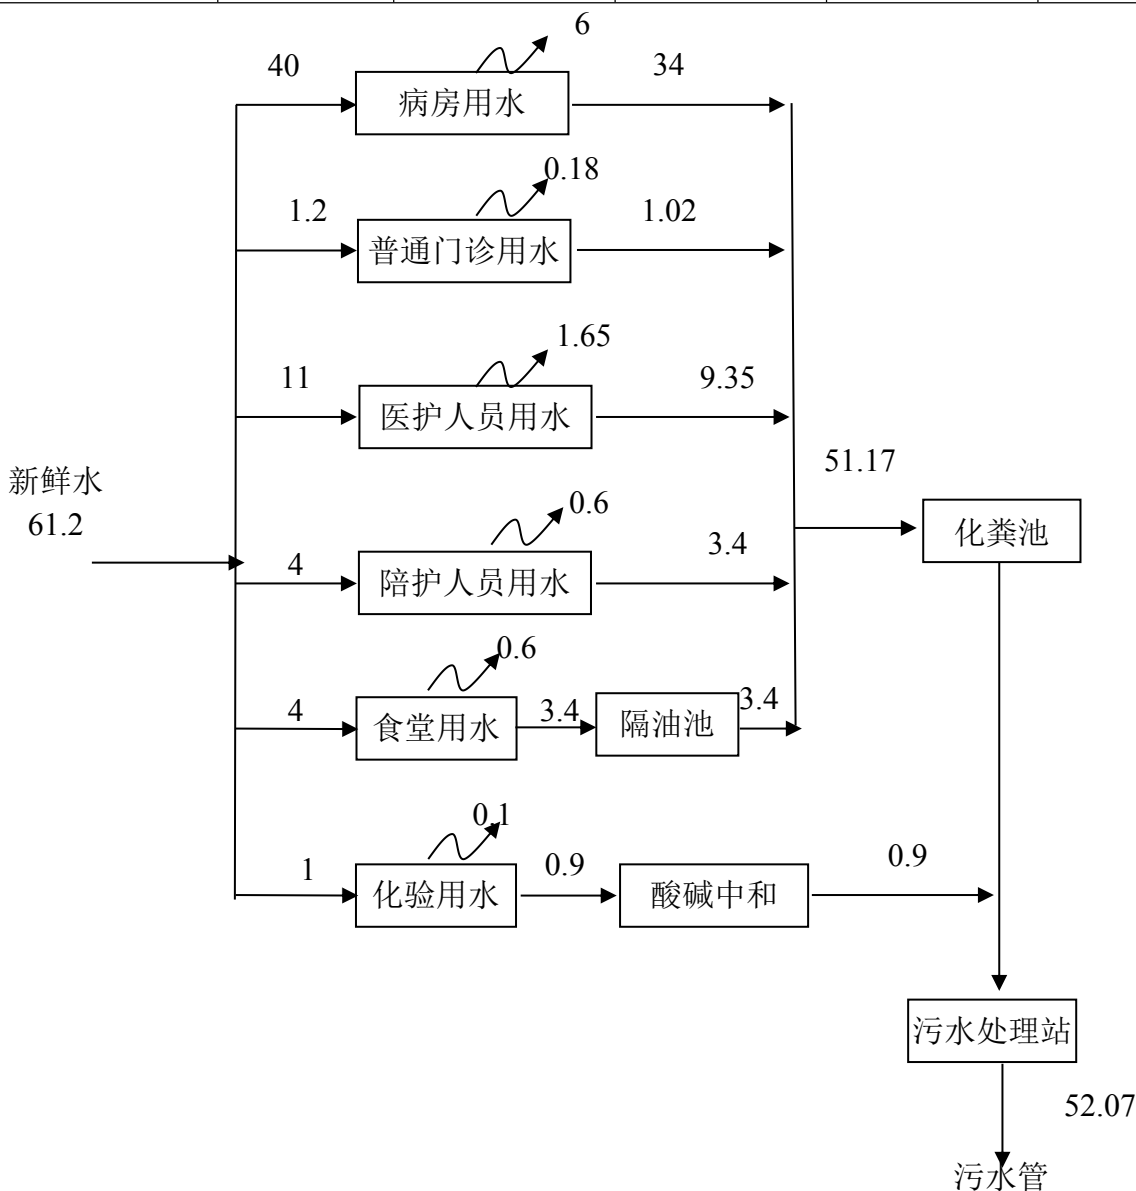 6
40
34
病房用水
0.18
1.2
1.02
普通门诊用水
1.65
11
9.35
医护人员用水
51.17
新鲜水
61.2
0.6
化粪池
4
3.4
陪护人员用水
0.6
4
3.4
3.4
食堂用水
隔油池
0.1
1
0.9
0.9
化验用水
酸碱中和
污水处理站
52.07
污水管